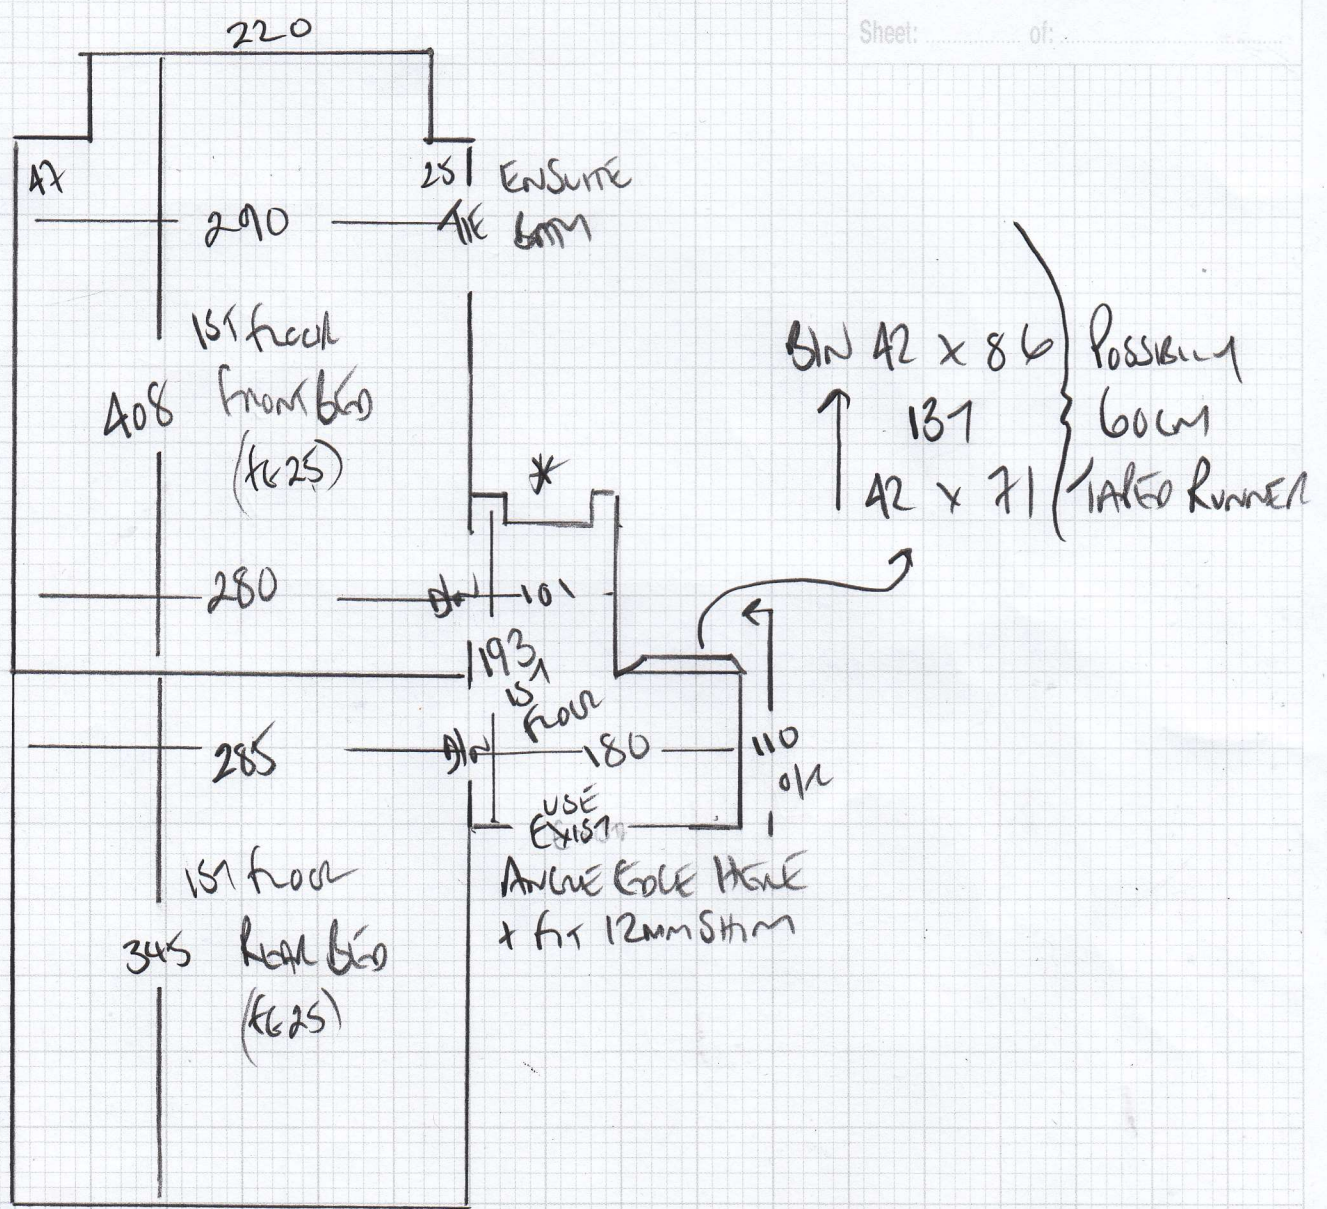 Sheet: of:
220
47
25 ENSUITE
290 T/E BATH
1ST FLOOR
408 FRONT BED
(FE25)
BIN 42 x 86 POSSIBLY
137 60CM
42 x 71 TAPED RUNNER
*
280 D/W 101
193
1ST
FLOOR
285 D/W 180 110
O/R
USE
EXIST
1ST FLOOR ANGLE EDGE HERE
+ FIT 12MM SHIM
345 REAR BED
(FE25)